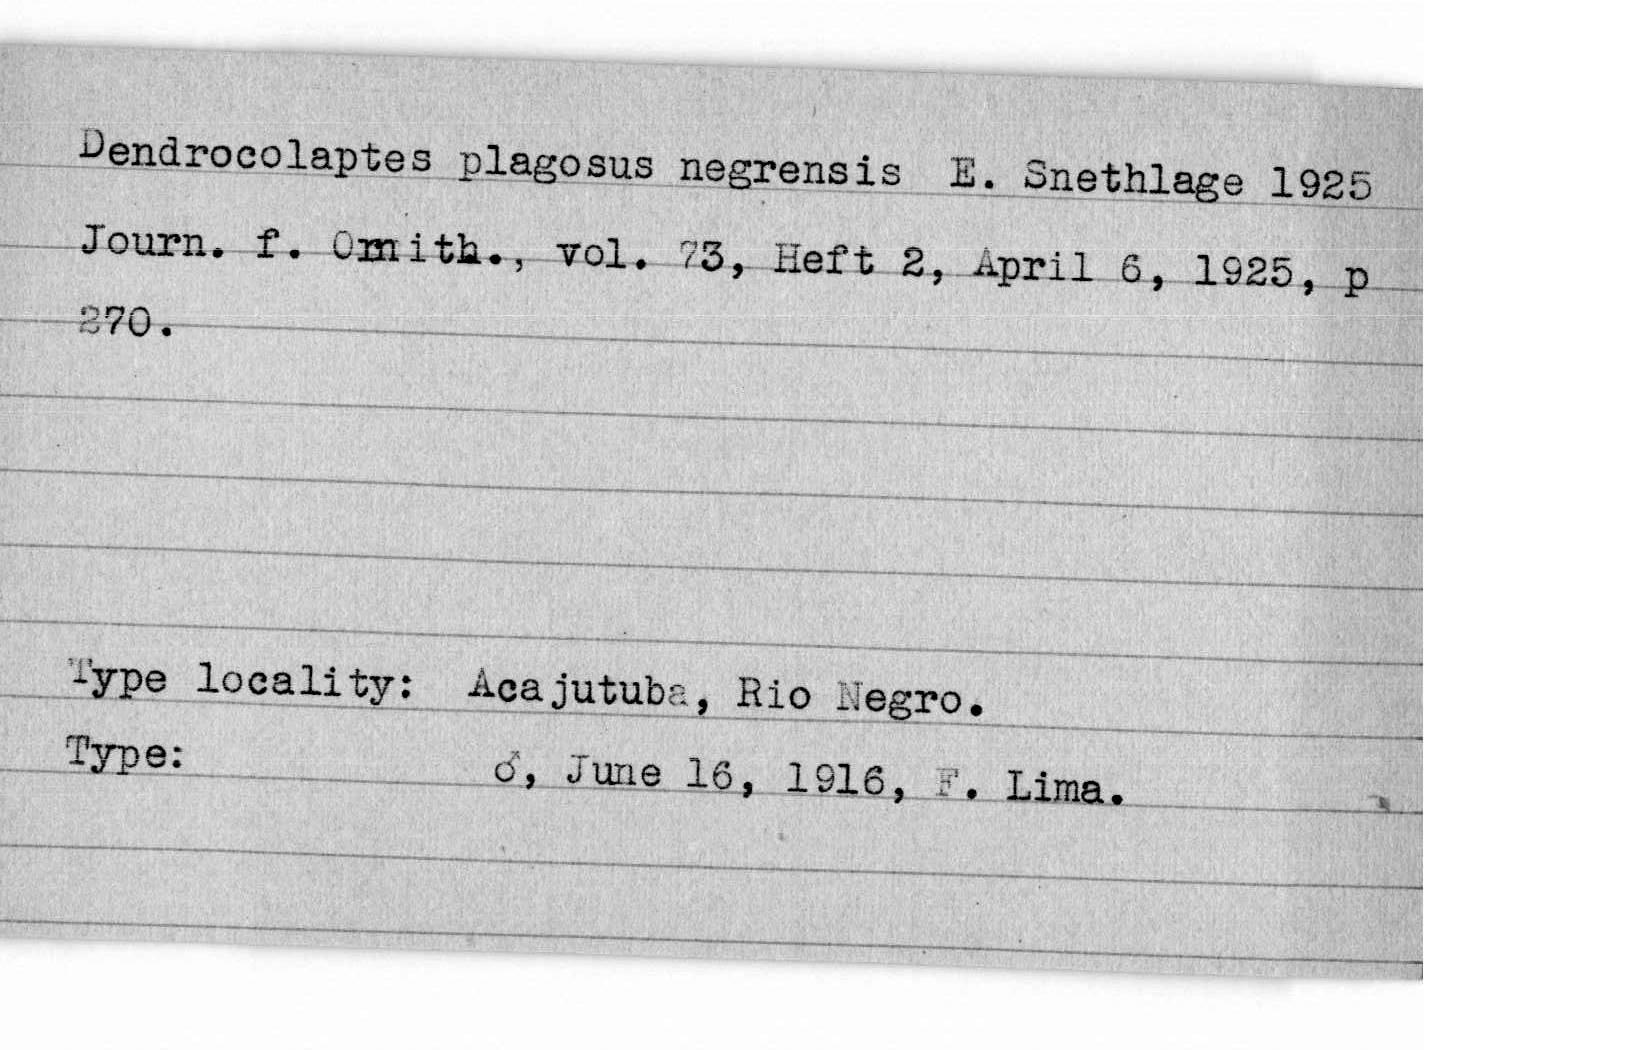 Dendrocolaptes plagosus negrensis E. Snethlage 1925
Journ. f. Ornith., vol. 73, Heft 2, April 6, 1925, p
270.
Type locality: Acajutuba, Rio Negro.
Type: ♂, June 16, 1916, F. Lima.